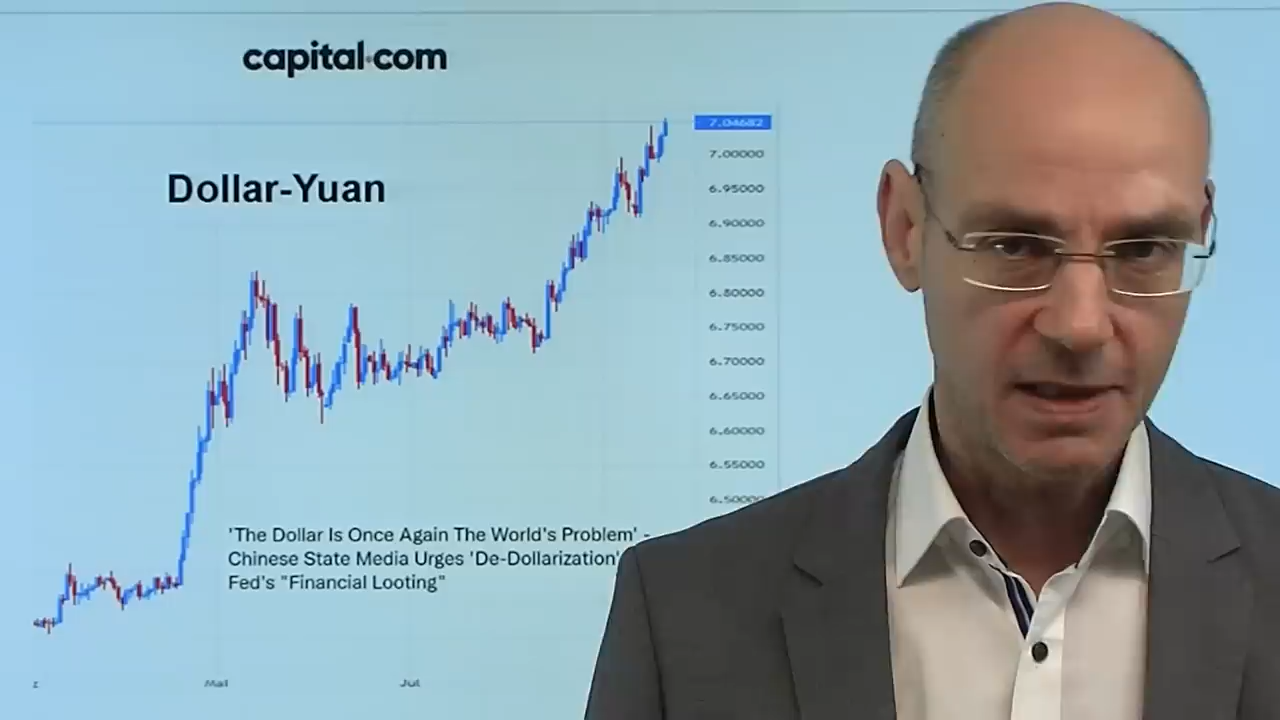 capital.com
7.04682
Dollar-Yuan
7.00000
6.95000
6.90000
6.85000
6.80000
6.75000
6.70000
6.65000
6.60000
6.55000
6.50000
'The Dollar Is Once Again The World's Problem' -
Chinese State Media Urges 'De-Dollarization'
Fed's "Financial Looting"
Mai
Jul